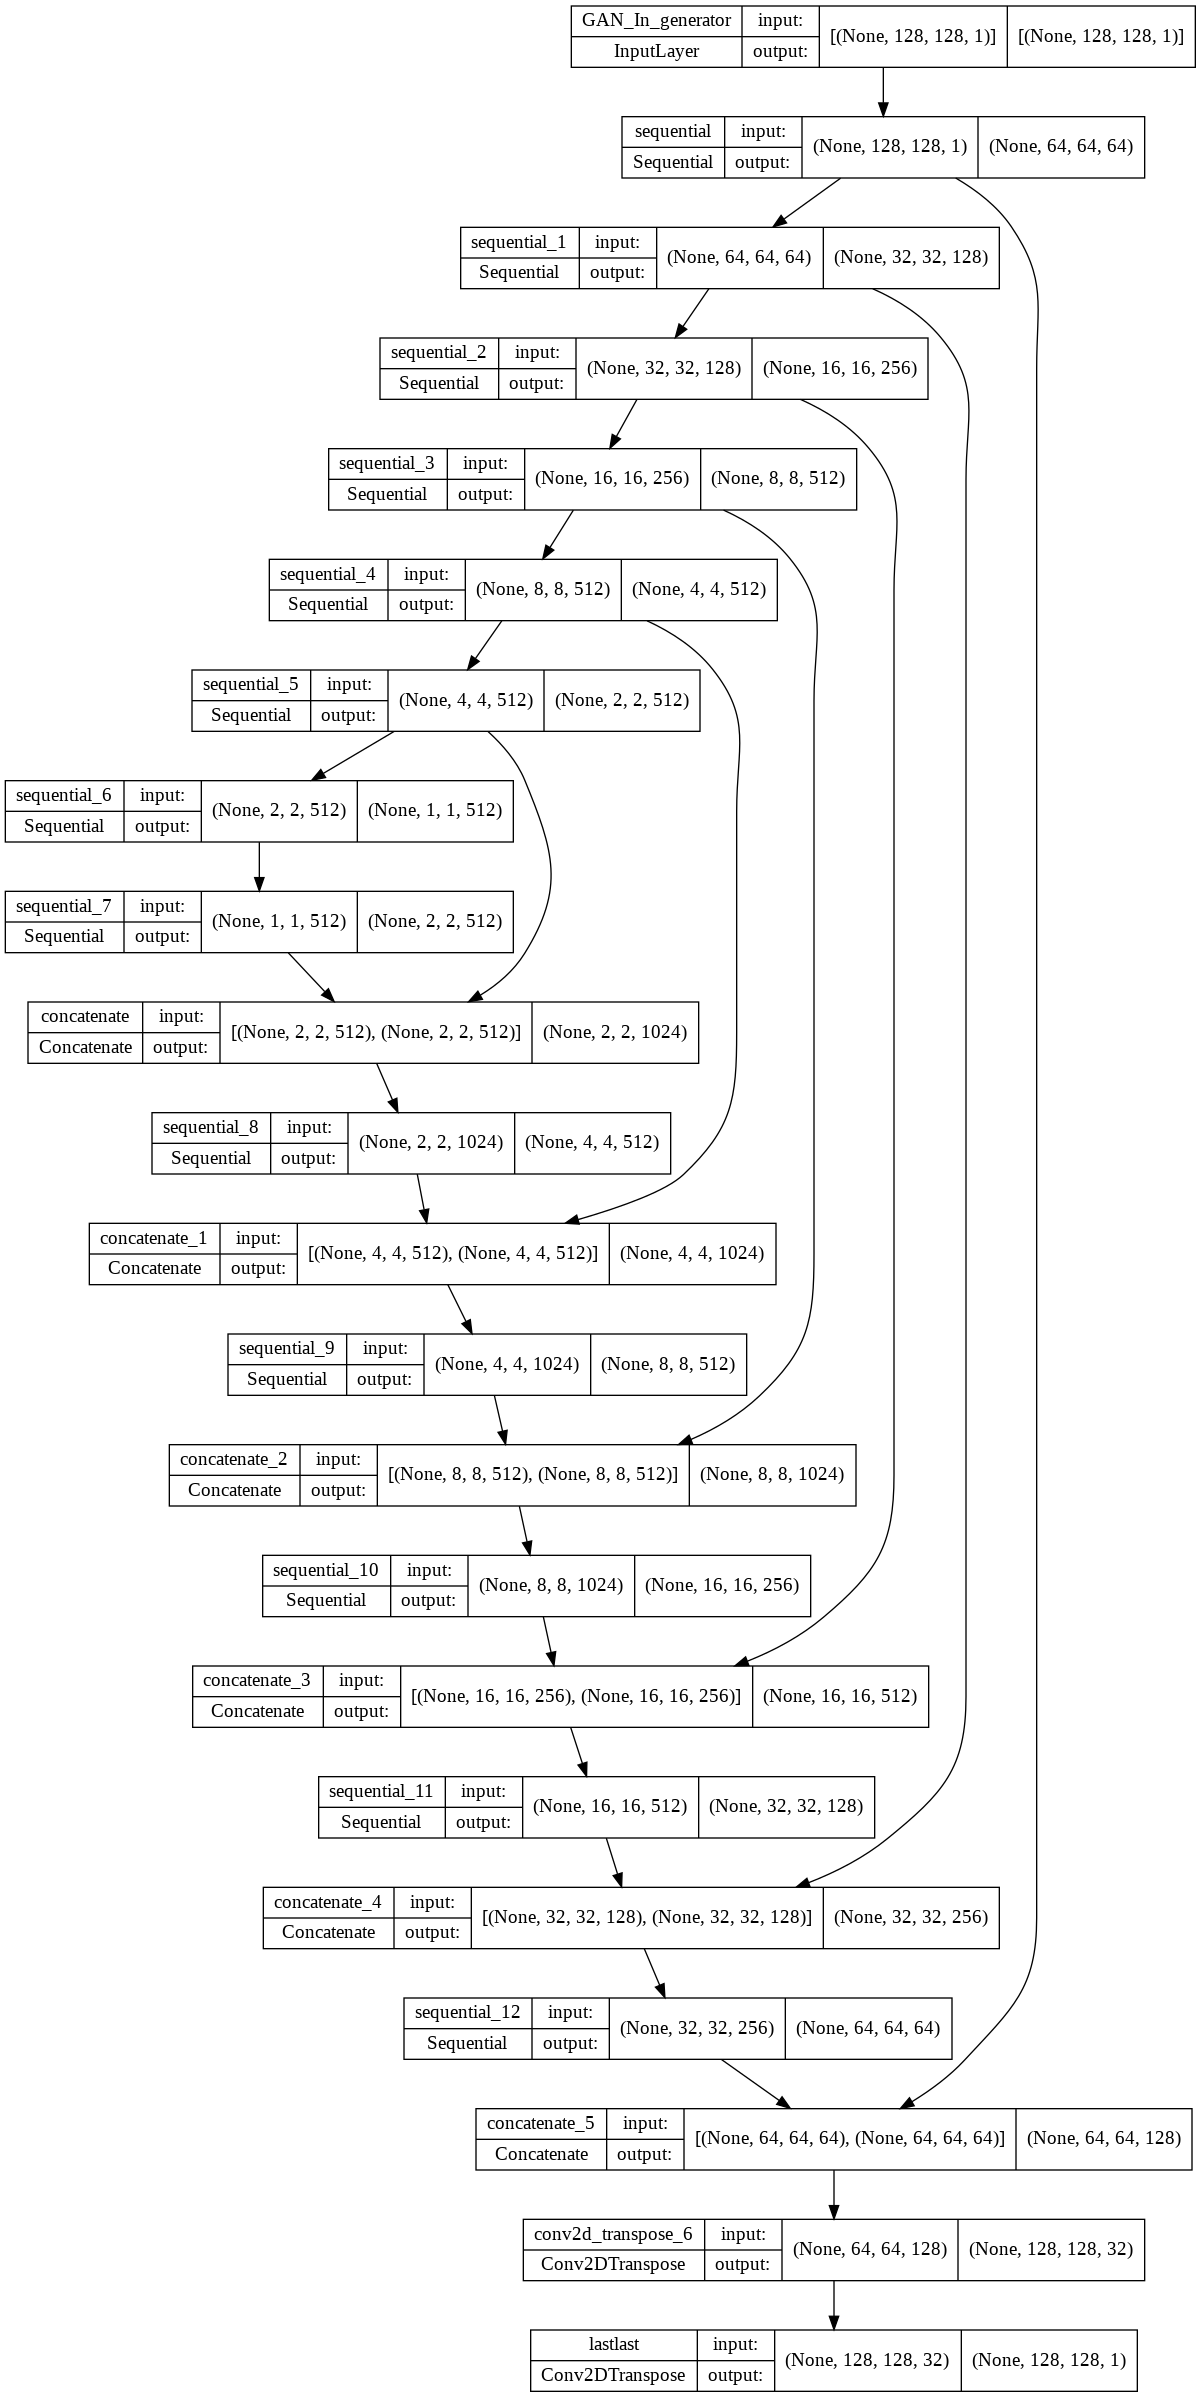 GAN_In_generator input: [(None, 128, 128, 1)] [(None, 128, 128, 1)]
InputLayer output:
sequential input: (None, 128, 128, 1) (None, 64, 64, 64)
Sequential output:
sequential_1 input: (None, 64, 64, 64) (None, 32, 32, 128)
Sequential output:
sequential_2 input: (None, 32, 32, 128) (None, 16, 16, 256)
Sequential output:
sequential_3 input: (None, 16, 16, 256) (None, 8, 8, 512)
Sequential output:
sequential_4 input: (None, 8, 8, 512) (None, 4, 4, 512)
Sequential output:
sequential_5 input: (None, 4, 4, 512) (None, 2, 2, 512)
Sequential output:
sequential_6 input: (None, 2, 2, 512) (None, 1, 1, 512)
Sequential output:
sequential_7 input: (None, 1, 1, 512) (None, 2, 2, 512)
Sequential output:
concatenate input: [(None, 2, 2, 512), (None, 2, 2, 512)] (None, 2, 2, 1024)
Concatenate output:
sequential_8 input: (None, 2, 2, 1024) (None, 4, 4, 512)
Sequential output:
concatenate_1 input: [(None, 4, 4, 512), (None, 4, 4, 512)] (None, 4, 4, 1024)
Concatenate output:
sequential_9 input: (None, 4, 4, 1024) (None, 8, 8, 512)
Sequential output:
concatenate_2 input: [(None, 8, 8, 512), (None, 8, 8, 512)] (None, 8, 8, 1024)
Concatenate output:
sequential_10 input: (None, 8, 8, 1024) (None, 16, 16, 256)
Sequential output:
concatenate_3 input: [(None, 16, 16, 256), (None, 16, 16, 256)] (None, 16, 16, 512)
Concatenate output:
sequential_11 input: (None, 16, 16, 512) (None, 32, 32, 128)
Sequential output:
concatenate_4 input: [(None, 32, 32, 128), (None, 32, 32, 128)] (None, 32, 32, 256)
Concatenate output:
sequential_12 input: (None, 32, 32, 256) (None, 64, 64, 64)
Sequential output:
concatenate_5 input: [(None, 64, 64, 64), (None, 64, 64, 64)] (None, 64, 64, 128)
Concatenate output:
conv2d_transpose_6 input: (None, 64, 64, 128) (None, 128, 128, 32)
Conv2DTranspose output:
lastlast input: (None, 128, 128, 32) (None, 128, 128, 1)
Conv2DTranspose output: